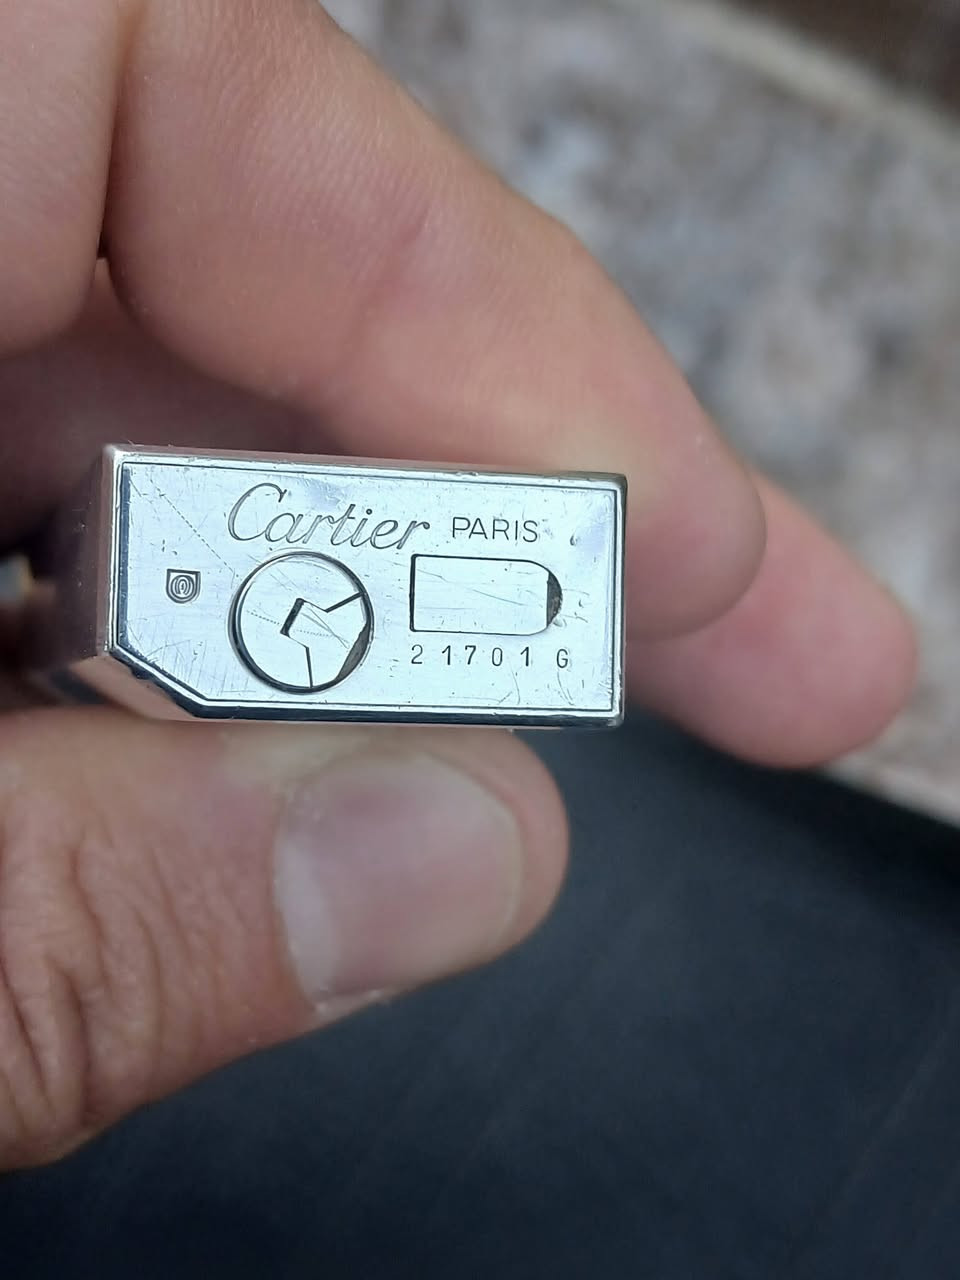 Cartier PARIS
21701 G